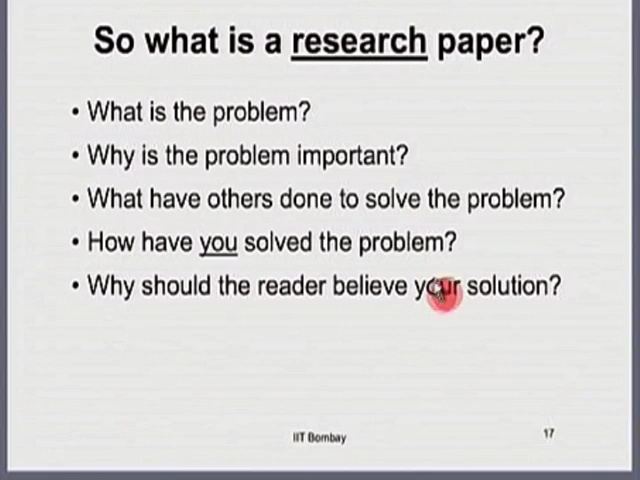 So what is a research paper?
• What is the problem?
• Why is the problem important?
• What have others done to solve the problem?
• How have you solved the problem?
• Why should the reader believe your solution?
IIT Bombay
17